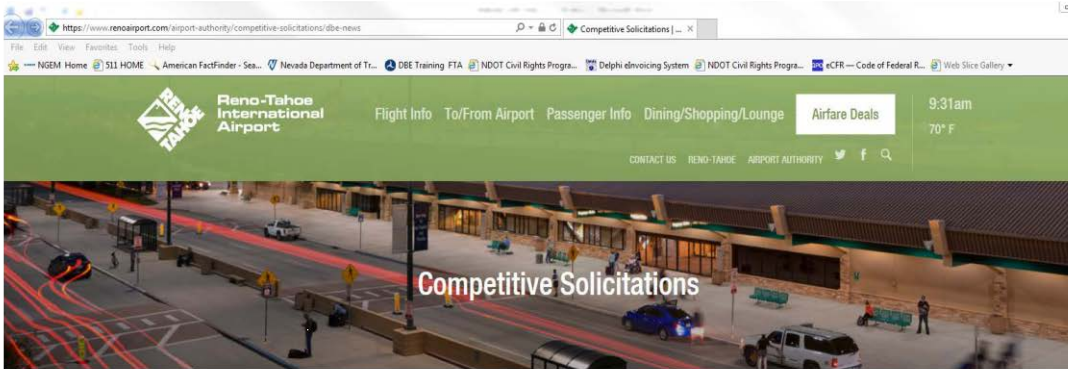 https://www.renoairport.com/airport-authority/competitive-solicitations/dbe-news
Competitive Solicitations | ...
File Edit View Favorites Tools Help
NGEM Home 511 HOME American FactFinder - Sea... Nevada Department of Tr... DBE Training FTA NDOT Civil Rights Progra... Delphi eInvoicing System NDOT Civil Rights Progra... eCFR — Code of Federal R... Web Slice Gallery
RENO TAHOE
Reno-Tahoe
International
Airport
Flight Info To/From Airport Passenger Info Dining/Shopping/Lounge Airfare Deals
9:31am
70° F
CONTACT US RENO-TAHOE AIRPORT AUTHORITY
Competitive Solicitations